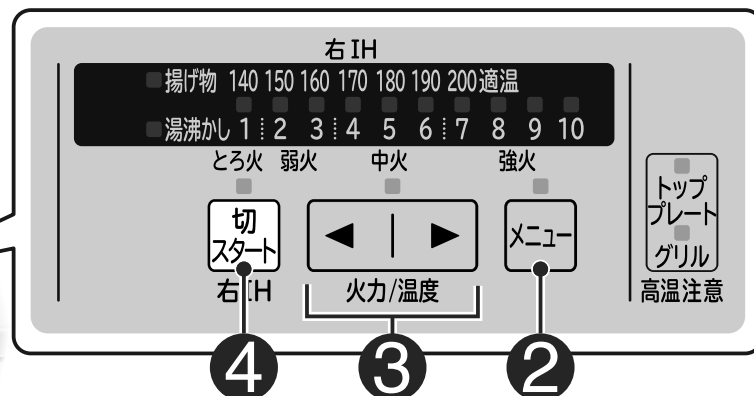 右IH
揚げ物 140 150 160 170 180 190 200 適温
湯沸かし 1 2 3 4 5 6 7 8 9 10
とろ火 弱火 中火 強火
切
スタート
右IH
◀ ▶
火力/温度
メニュー
トップ
プレート
グリル
高温注意
4 3 2